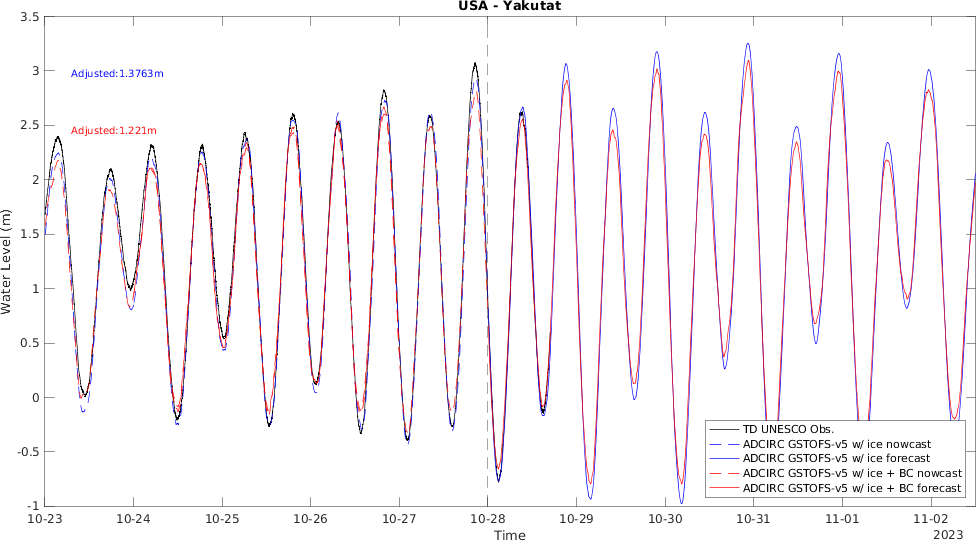 USA - Yakutat
3.5
3
2.5
2
1.5
1
0.5
0
-0.5
-1
Water Level (m)
Adjusted:1.3763m
Adjusted:1.221m
TD UNESCO Obs.
ADCIRC GSTOFS-v5 w/ ice nowcast
ADCIRC GSTOFS-v5 w/ ice forecast
ADCIRC GSTOFS-v5 w/ ice + BC nowcast
ADCIRC GSTOFS-v5 w/ ice + BC forecast
10-23 10-24 10-25 10-26 10-27 10-28 10-29 10-30 10-31 11-01 11-02
Time
2023